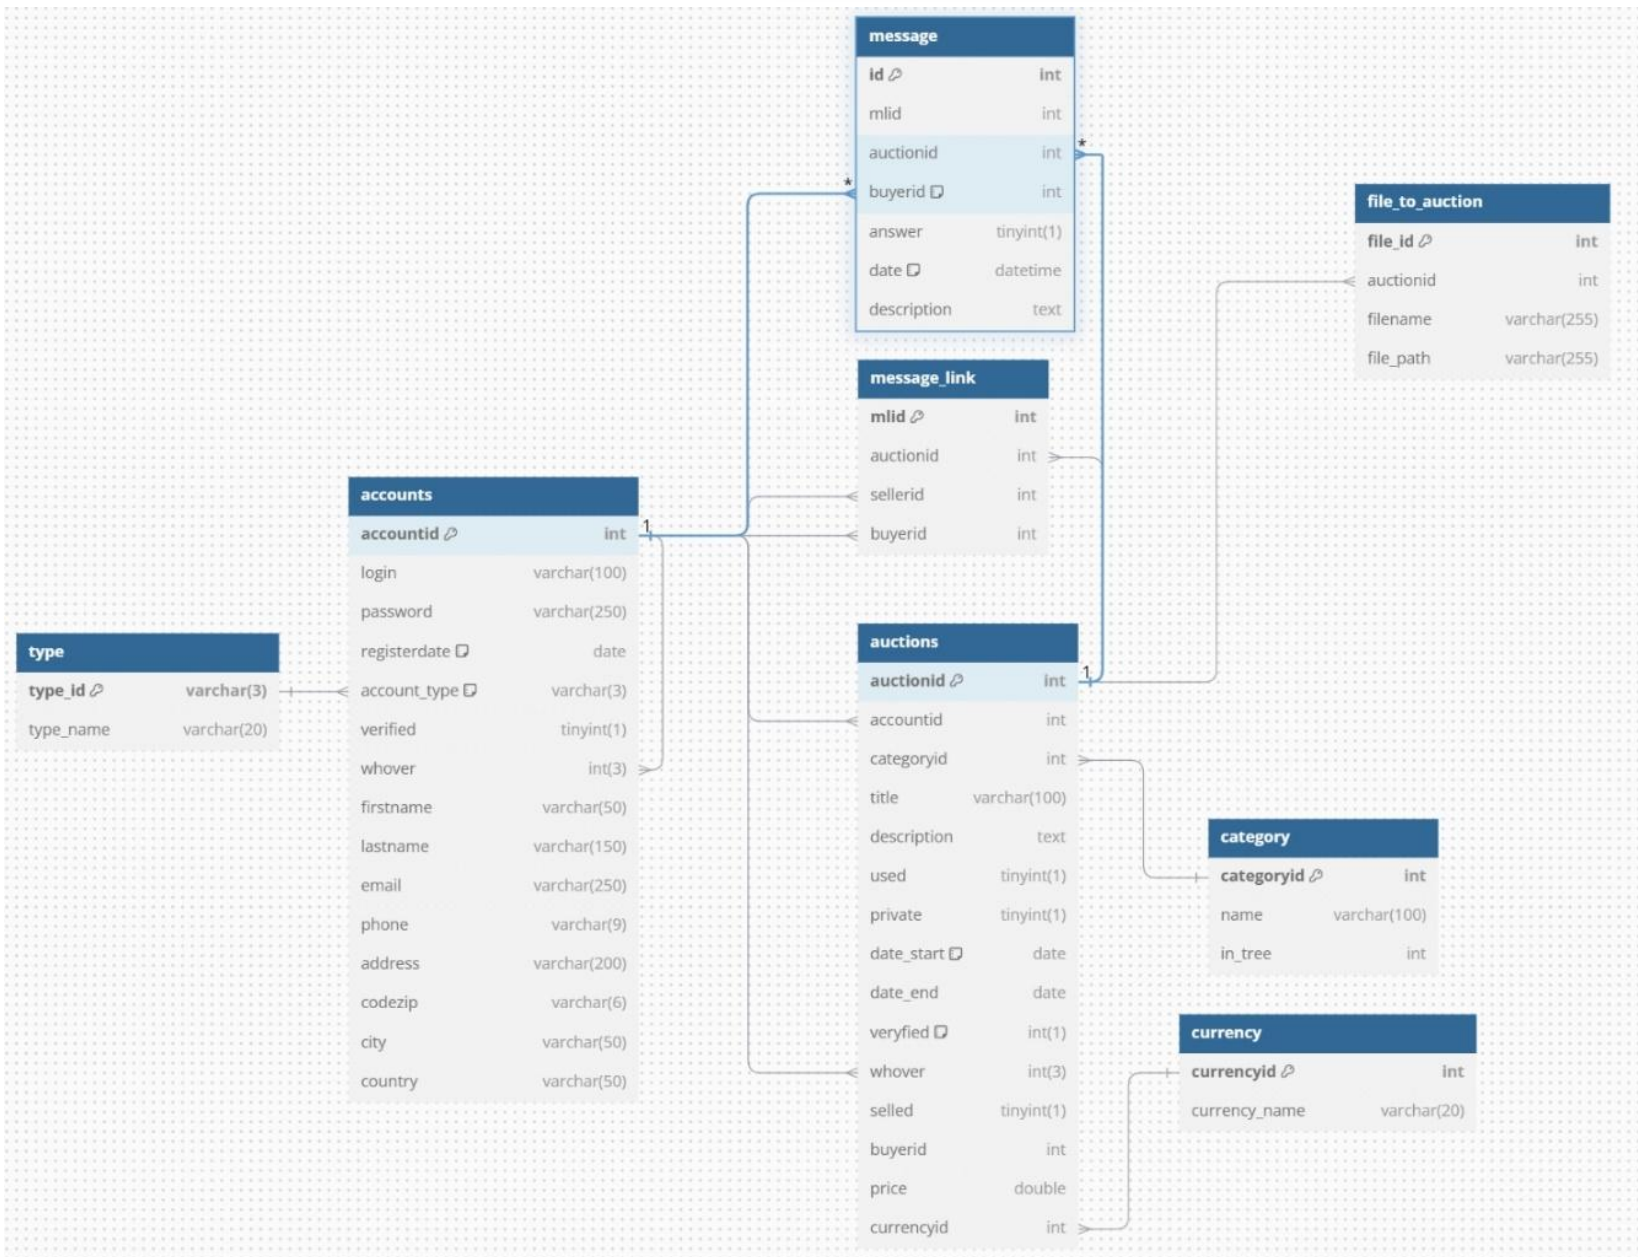 message
id int
mlid int
auctionid int
*
buyerid int
*
answer tinyint(1)
date datetime
description text
file_to_auction
file_id int
auctionid int
filename varchar(255)
file_path varchar(255)
message_link
mlid int
auctionid int
sellerid int
buyerid int
accounts
accountid int
1
login varchar(100)
password varchar(250)
registerdate date
account_type varchar(3)
verified tinyint(1)
whover int(3)
firstname varchar(50)
lastname varchar(150)
email varchar(250)
phone varchar(9)
address varchar(200)
codezip varchar(6)
city varchar(50)
country varchar(50)
type
type_id varchar(3)
type_name varchar(20)
auctions
auctionid int
1
accountid int
categoryid int
title varchar(100)
description text
used tinyint(1)
private tinyint(1)
date_start date
date_end date
veryfied int(1)
whover int(3)
selled tinyint(1)
buyerid int
price double
currencyid int
category
categoryid int
name varchar(100)
in_tree int
currency
currencyid int
currency_name varchar(20)